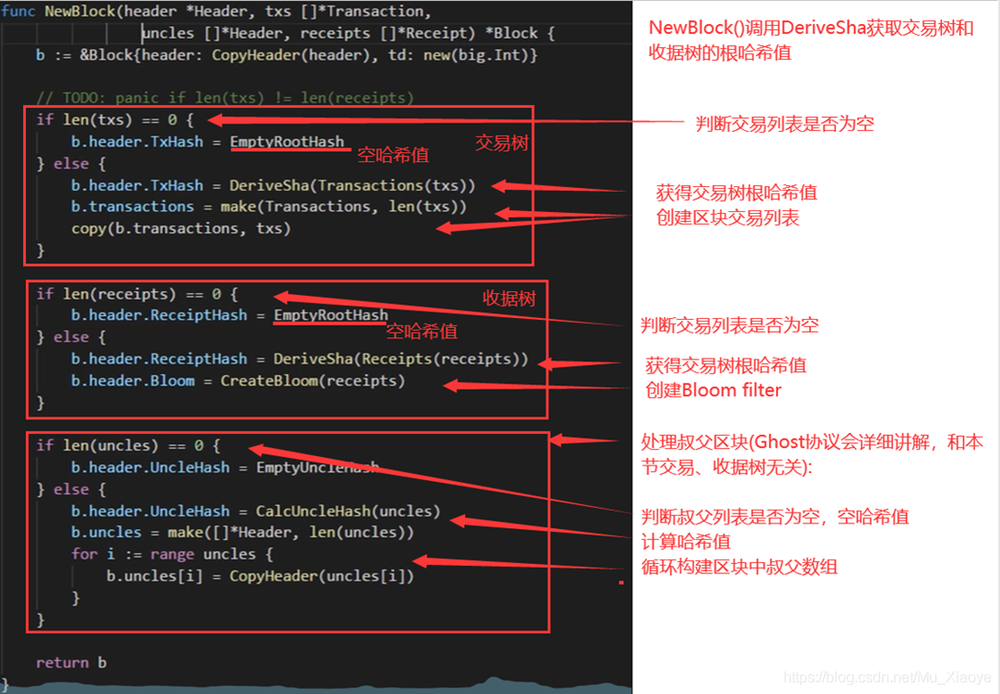 func NewBlock(header *Header, txs []*Transaction,
uncles []*Header, receipts []*Receipt) *Block {
b := &Block{header: CopyHeader(header), td: new(big.Int)}
// TODO: panic if len(txs) != len(receipts)
if len(txs) == 0 {
b.header.TxHash = EmptyRootHash
空哈希值
交易树
} else {
b.header.TxHash = DeriveSha(Transactions(txs))
b.transactions = make(Transactions, len(txs))
copy(b.transactions, txs)
}
if len(receipts) == 0 {
收据树
b.header.ReceiptHash = EmptyRootHash
空哈希值
} else {
b.header.ReceiptHash = DeriveSha(Receipts(receipts))
b.header.Bloom = CreateBloom(receipts)
}
if len(uncles) == 0 {
b.header.UncleHash = EmptyUncleHash
} else {
b.header.UncleHash = CalcUncleHash(uncles)
b.uncles = make([]*Header, len(uncles))
for i := range uncles {
b.uncles[i] = CopyHeader(uncles[i])
}
}
return b
}
NewBlock()调用DeriveSha获取交易树和
收据树的根哈希值
判断交易列表是否为空
获得交易树根哈希值
创建区块交易列表
判断交易列表是否为空
获得交易树根哈希值
创建Bloom filter
处理叔父区块(Ghost协议会详细讲解，和本
节交易、收据树无关):
判断叔父列表是否为空，空哈希值
计算哈希值
循环构建区块中叔父数组
https://blog.csdn.net/Mu_Xiaoye